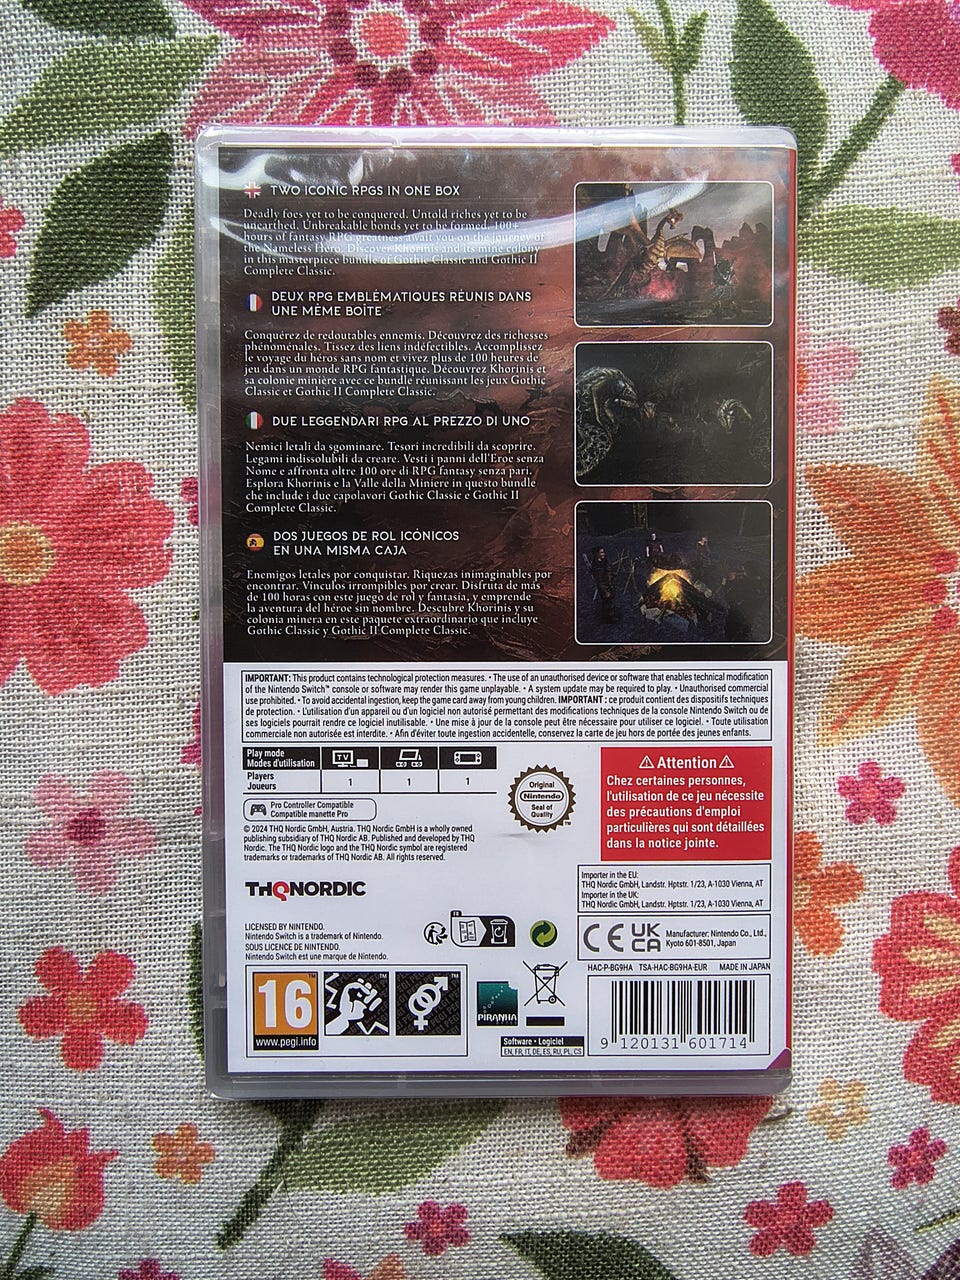 TWO ICONIC RPGS IN ONE BOX
Deadly foes yet to be conquered. Untold riches yet to be
unearthed. Unbreakable bonds yet to be formed. 100+
hours of fantasy RPG greatness await you on the journey of
the Nameless Hero. Discover Khorinis and its mine colony
in this masterpiece bundle of Gothic Classic and Gothic II
Complete Classic.
DEUX RPG EMBLÉMATIQUES RÉUNIS DANS
UNE MÊME BOÎTE
Conquérez de redoutables ennemis. Découvrez des richesses
phénoménales. Tissez des liens indéfectibles. Accomplissez
le voyage du héros sans nom et vivez plus de 100 heures de
jeu dans un monde RPG fantastique. Découvrez Khorinis et
sa colonie minière avec ce bundle réunissant les jeux Gothic
Classic et Gothic II Complete Classic.
DUE LEGGENDARI RPG AL PREZZO DI UNO
Nemici letali da sgominare. Tesori incredibili da scoprire.
Legami indissolubili da creare. Vesti i panni dell'Eroe senza
Nome e affronta oltre 100 ore di RPG fantasy senza pari.
Esplora Khorinis e la Valle della Miniere in questo bundle
che include i due capolavori Gothic Classic e Gothic II
Complete Classic.
DOS JUEGOS DE ROL ICÓNICOS
EN UNA MISMA CAJA
Enemigos letales por conquistar. Riquezas inimaginables por
encontrar. Vínculos irrompibles por crear. Disfruta de más
de 100 horas con este juego de rol y fantasía, y emprende
la aventura del héroe sin nombre. Descubre Khorinis y su
colonia minera en este paquete extraordinario que incluye
Gothic Classic y Gothic II Complete Classic.
IMPORTANT: This product contains technological protection measures. • The use of an unauthorised device or software that enables technical modification
of the Nintendo Switch™ console or software may render this game unplayable. • A system update may be required to play. • Unauthorised commercial
use prohibited. • To avoid accidental ingestion, keep the game card away from young children. IMPORTANT : ce produit contient des dispositifs techniques
de protection. • L'utilisation d'un appareil ou d'un logiciel non autorisé permettant des modifications techniques de la console Nintendo Switch ou de
ses logiciels pourrait rendre ce logiciel inutilisable. • Une mise à jour de la console peut être nécessaire pour utiliser ce logiciel. • Toute utilisation
commerciale non autorisée est interdite. • Afin d'éviter toute ingestion accidentelle, conservez la carte de jeu hors de portée des jeunes enfants.
Play mode
Modes d'utilisation
TV
Players
Joueurs
1 1 1
Pro Controller Compatible
Compatible manette Pro
Original
Nintendo
Seal of
Quality
TM
⚠ Attention ⚠
Chez certaines personnes,
l'utilisation de ce jeu nécessite
des précautions d'emploi
particulières qui sont détaillées
dans la notice jointe.
© 2024 THQ Nordic GmbH, Austria. THQ Nordic GmbH is a wholly owned
publishing subsidiary of THQ Nordic AB. Published and developed by THQ
Nordic. The THQ Nordic logo and the THQ Nordic symbol are registered
trademarks or trademarks of THQ Nordic AB. All rights reserved.
THQNORDIC
Importer in the EU:
THQ Nordic GmbH, Landstr. Hptstr. 1/23, A-1030 Vienna, AT
Importer in the UK:
THQ Nordic GmbH, Landstr. Hptstr. 1/23, A-1030 Vienna, AT
LICENSED BY NINTENDO.
Nintendo Switch is a trademark of Nintendo.
SOUS LICENCE DE NINTENDO.
Nintendo Switch est une marque de Nintendo.
FR
CE UK CA
Manufacturer: Nintendo Co., Ltd.,
Kyoto 601-8501, Japan
HAC-P-BG9HA TSA-HAC-BG9HA-EUR MADE IN JAPAN
16
www.pegi.info
TM
TM
TM
PIRANHA
Software • Logiciel
EN, FR, IT, DE, ES, RU, PL, CS
9 120131 601714